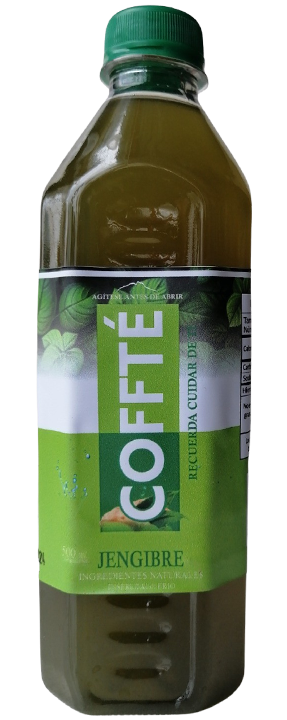 AGITESE ANTES DE ABRIR
COFFTÉ
RECUERDA CUIDAR DE
JENGIBRE
500 ml
INGREDIENTES NATURALES